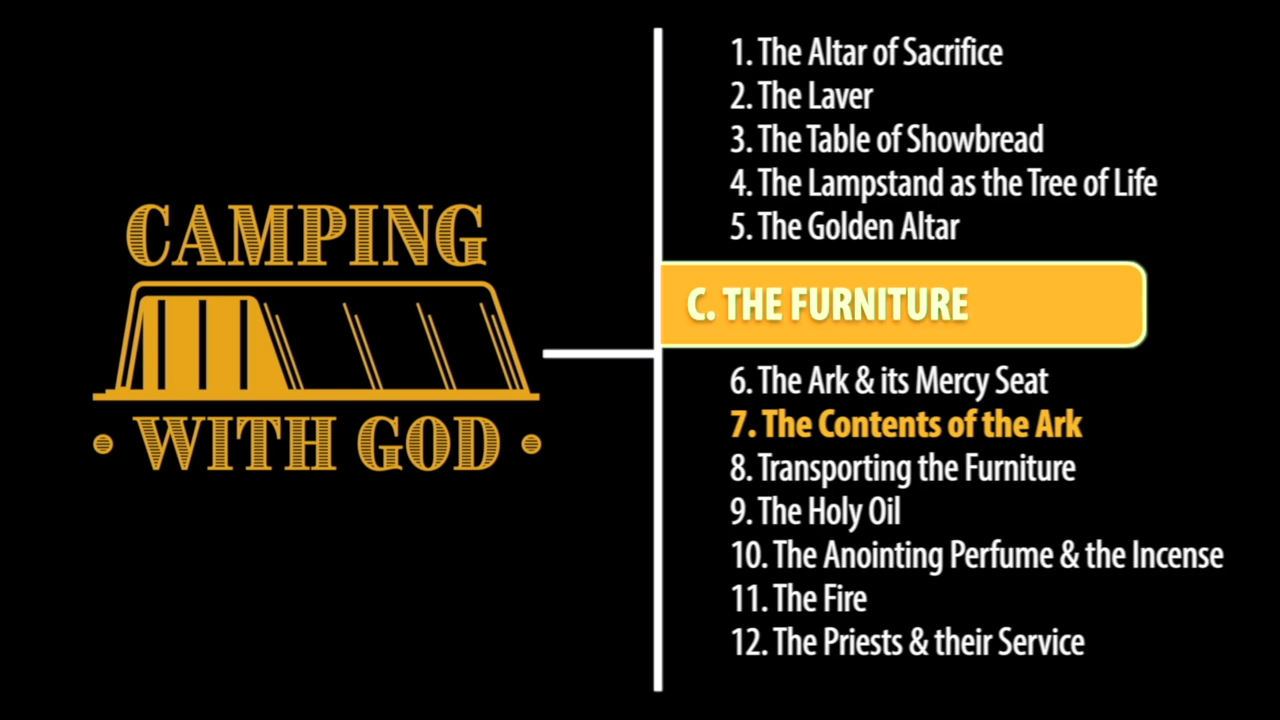 CAMPING
• WITH GOD •
1. The Altar of Sacrifice
2. The Laver
3. The Table of Showbread
4. The Lampstand as the Tree of Life
5. The Golden Altar
C. THE FURNITURE
6. The Ark & its Mercy Seat
7. The Contents of the Ark
8. Transporting the Furniture
9. The Holy Oil
10. The Anointing Perfume & the Incense
11. The Fire
12. The Priests & their Service